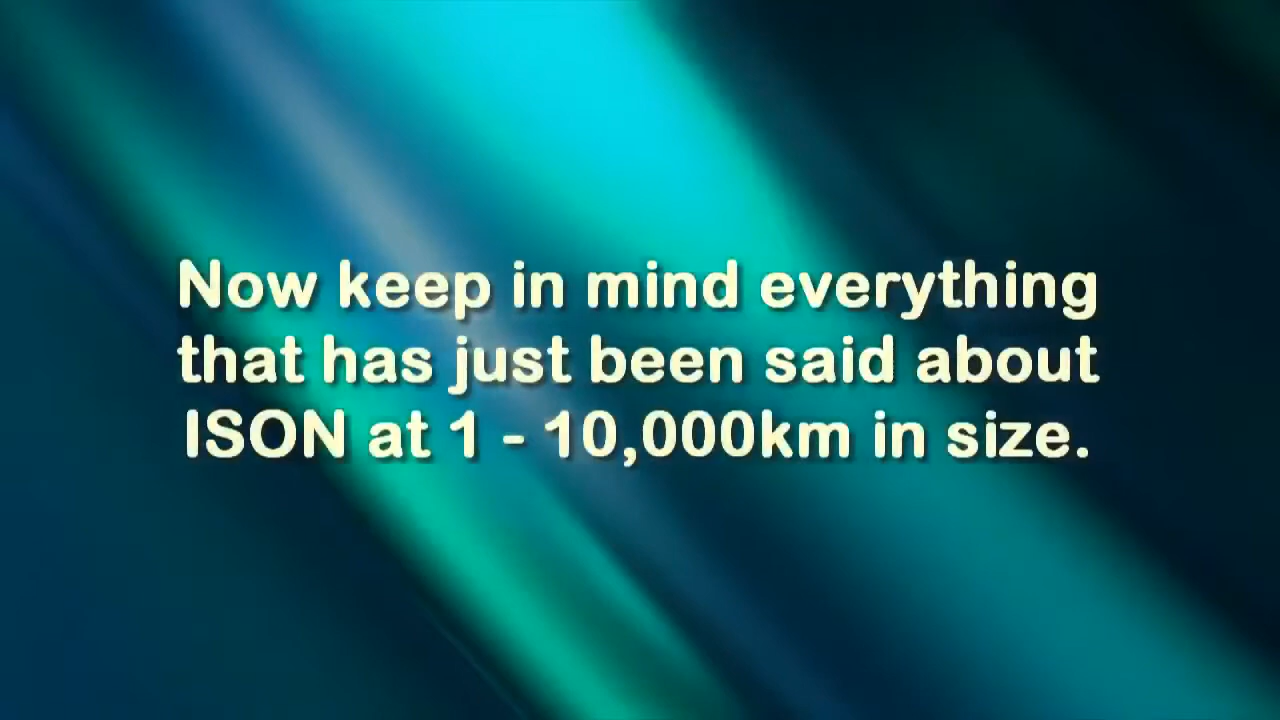 Now keep in mind everything
that has just been said about
ISON at 1 - 10,000km in size.